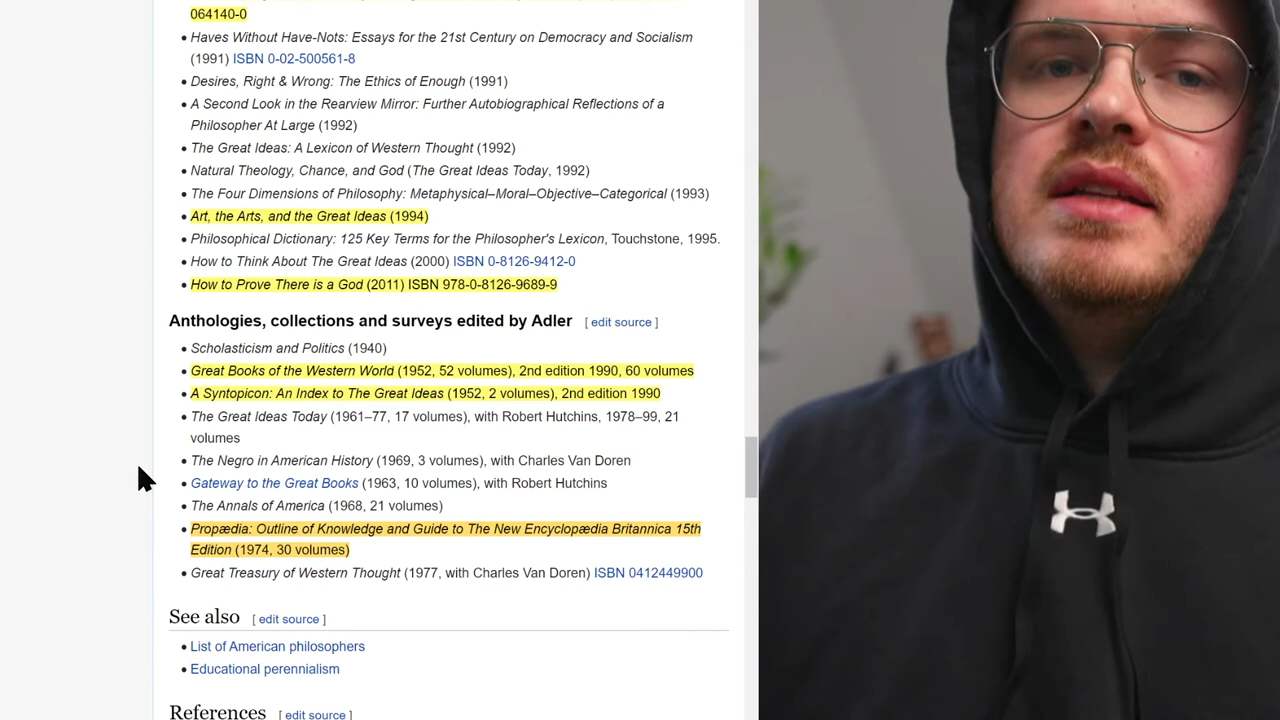 064140-0
• Haves Without Have-Nots: Essays for the 21st Century on Democracy and Socialism
(1991) ISBN 0-02-500561-8
• Desires, Right & Wrong: The Ethics of Enough (1991)
• A Second Look in the Rearview Mirror: Further Autobiographical Reflections of a
Philosopher At Large (1992)
• The Great Ideas: A Lexicon of Western Thought (1992)
• Natural Theology, Chance, and God (The Great Ideas Today, 1992)
• The Four Dimensions of Philosophy: Metaphysical–Moral–Objective–Categorical (1993)
• Art, the Arts, and the Great Ideas (1994)
• Philosophical Dictionary: 125 Key Terms for the Philosopher's Lexicon, Touchstone, 1995.
• How to Think About The Great Ideas (2000) ISBN 0-8126-9412-0
• How to Prove There is a God (2011) ISBN 978-0-8126-9689-9
Anthologies, collections and surveys edited by Adler [ edit source ]
• Scholasticism and Politics (1940)
• Great Books of the Western World (1952, 52 volumes), 2nd edition 1990, 60 volumes
• A Syntopicon: An Index to The Great Ideas (1952, 2 volumes), 2nd edition 1990
• The Great Ideas Today (1961–77, 17 volumes), with Robert Hutchins, 1978–99, 21
volumes
• The Negro in American History (1969, 3 volumes), with Charles Van Doren
• Gateway to the Great Books (1963, 10 volumes), with Robert Hutchins
• The Annals of America (1968, 21 volumes)
• Propædia: Outline of Knowledge and Guide to The New Encyclopædia Britannica 15th
Edition (1974, 30 volumes)
• Great Treasury of Western Thought (1977, with Charles Van Doren) ISBN 0412449900
See also [ edit source ]
• List of American philosophers
• Educational perennialism
References [ edit source ]